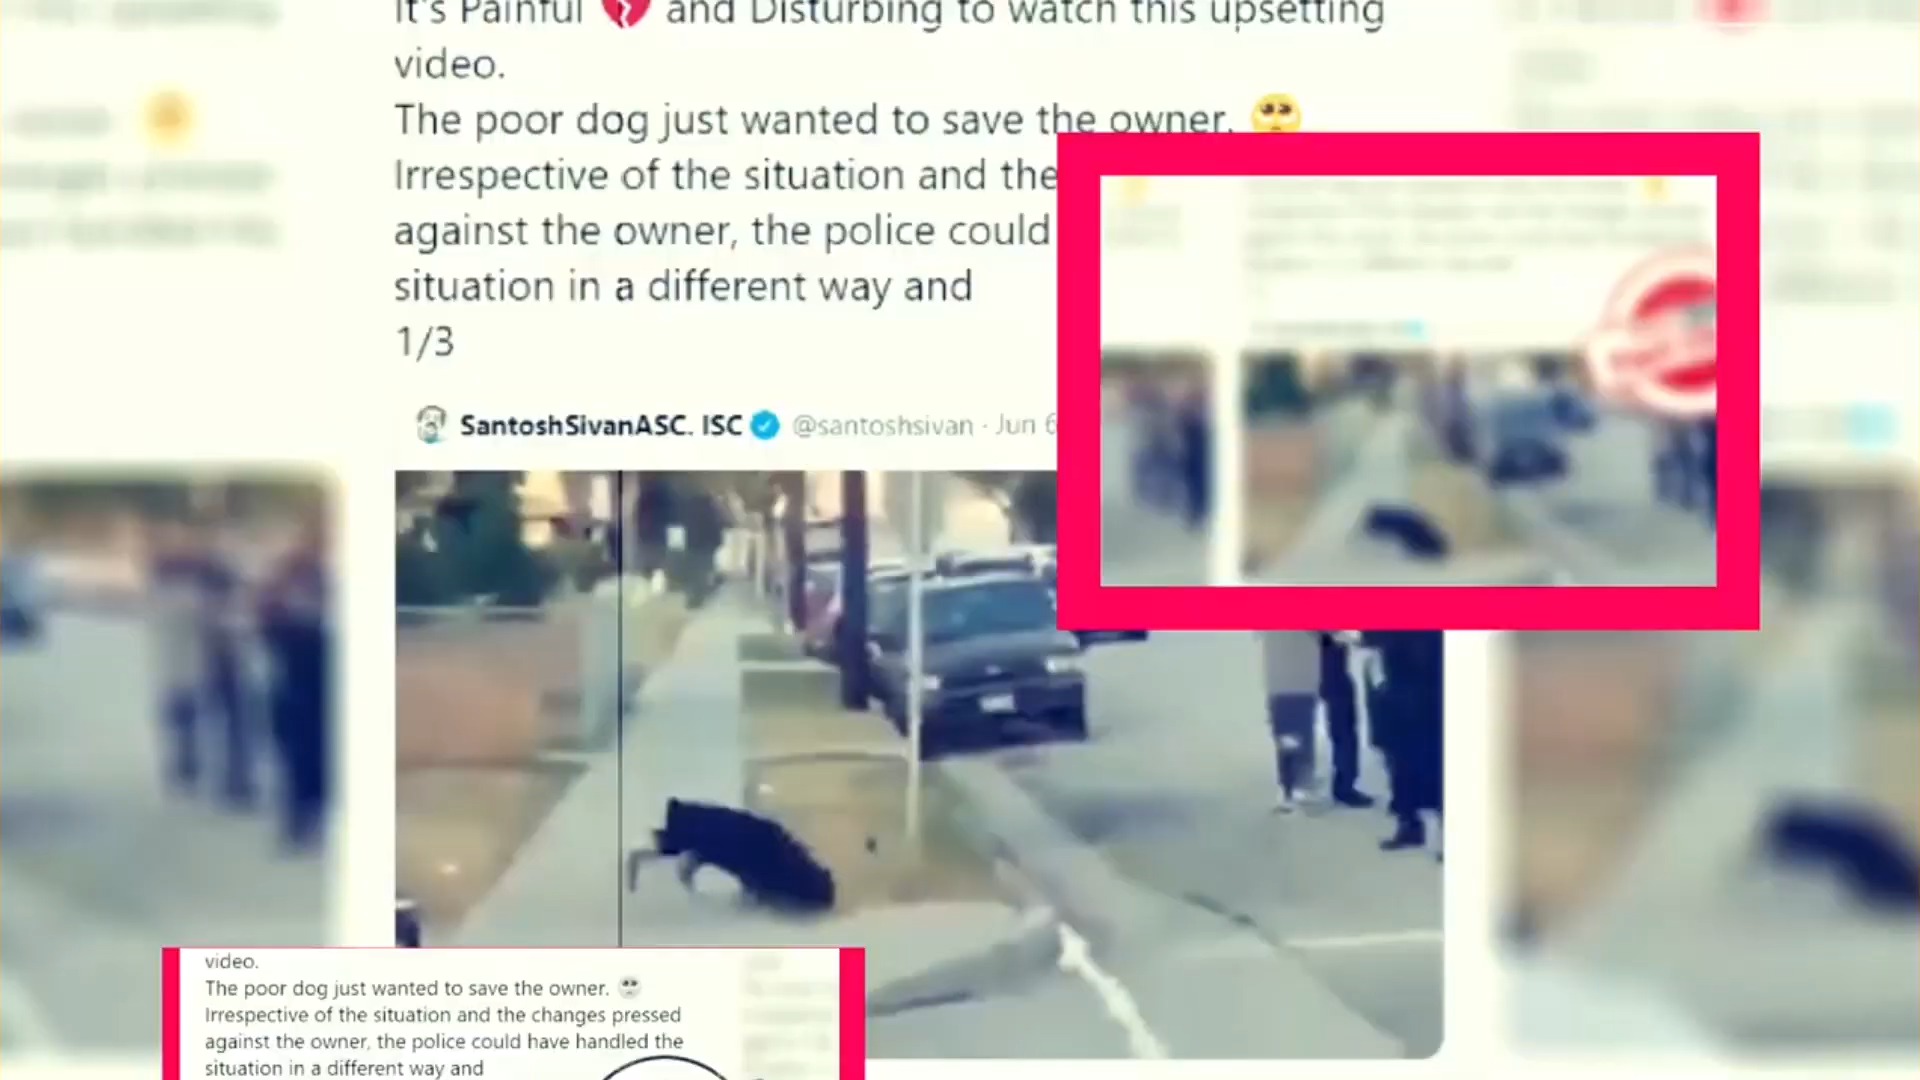 It's Painful 💔 and Disturbing to watch this upsetting
video.
The poor dog just wanted to save the owner. 🥺
Irrespective of the situation and the
against the owner, the police could
situation in a different way and
1/3
SantoshSivanASC. ISC @santoshsivan · Jun 6
video.
The poor dog just wanted to save the owner. 🥺
Irrespective of the situation and the changes pressed
against the owner, the police could have handled the
situation in a different way and